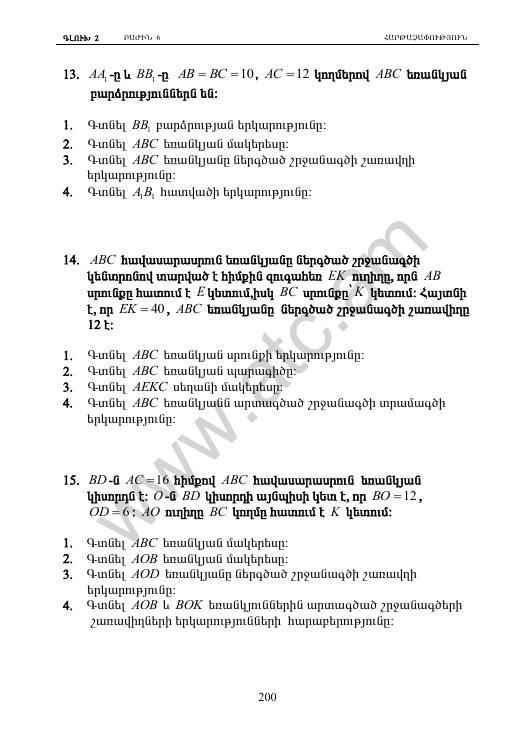 ԳԼՈՒԽ 2 ԲԱԺԻՆ 6 ՀԱՐԹԱՉԱՓՈՒԹՅՈՒՆ
13. AA₁-ը և BB₁-ը AB = BC = 10, AC = 12 կողմերով ABC եռանկյան
բարձրություններն են:
1. Գտնել BB₁ բարձրության երկարությունը:
2. Գտնել ABC եռանկյան մակերեսը:
3. Գտնել ABC եռանկյանը ներգծած շրջանագծի շառավղի
երկարությունը:
4. Գտնել A₁B₁ հատվածի երկարությունը:
14. ABC հավասարասրուն եռանկյանը ներգծած շրջանագծի
կենտրոնով տարված է հիմքին զուգահեռ EK ուղիղը, որն AB
սրունքը հատում է E կետում,իսկ BC սրունքը՝ K կետում: Հայտնի
է, որ EK = 40, ABC եռանկյանը ներգծած շրջանագծի շառավիղը
12 է:
1. Գտնել ABC եռանկյան սրունքի երկարությունը:
2. Գտնել ABC եռանկյան պարագիծը:
3. Գտնել AEKC սեղանի մակերեսը:
4. Գտնել ABC եռանկյանն արտագծած շրջանագծի տրամագծի
երկարությունը:
15. BD-ն AC = 16 հիմքով ABC հավասարասրուն եռանկյան
կիսորդն է: O-ն BD կիսորդի այնպիսի կետ է, որ BO = 12,
OD = 6: AO ուղիղը BC կողմը հատում է K կետում:
1. Գտնել ABC եռանկյան մակերեսը:
2. Գտնել AOB եռանկյան մակերեսը:
3. Գտնել AOD եռանկյանը ներգծած շրջանագծի շառավղի
երկարությունը:
4. Գտնել AOB և BOK եռանկյուններին արտագծած շրջանագծերի
շառավիղների երկարությունների հարաբերությունը:
200
www.atc.am